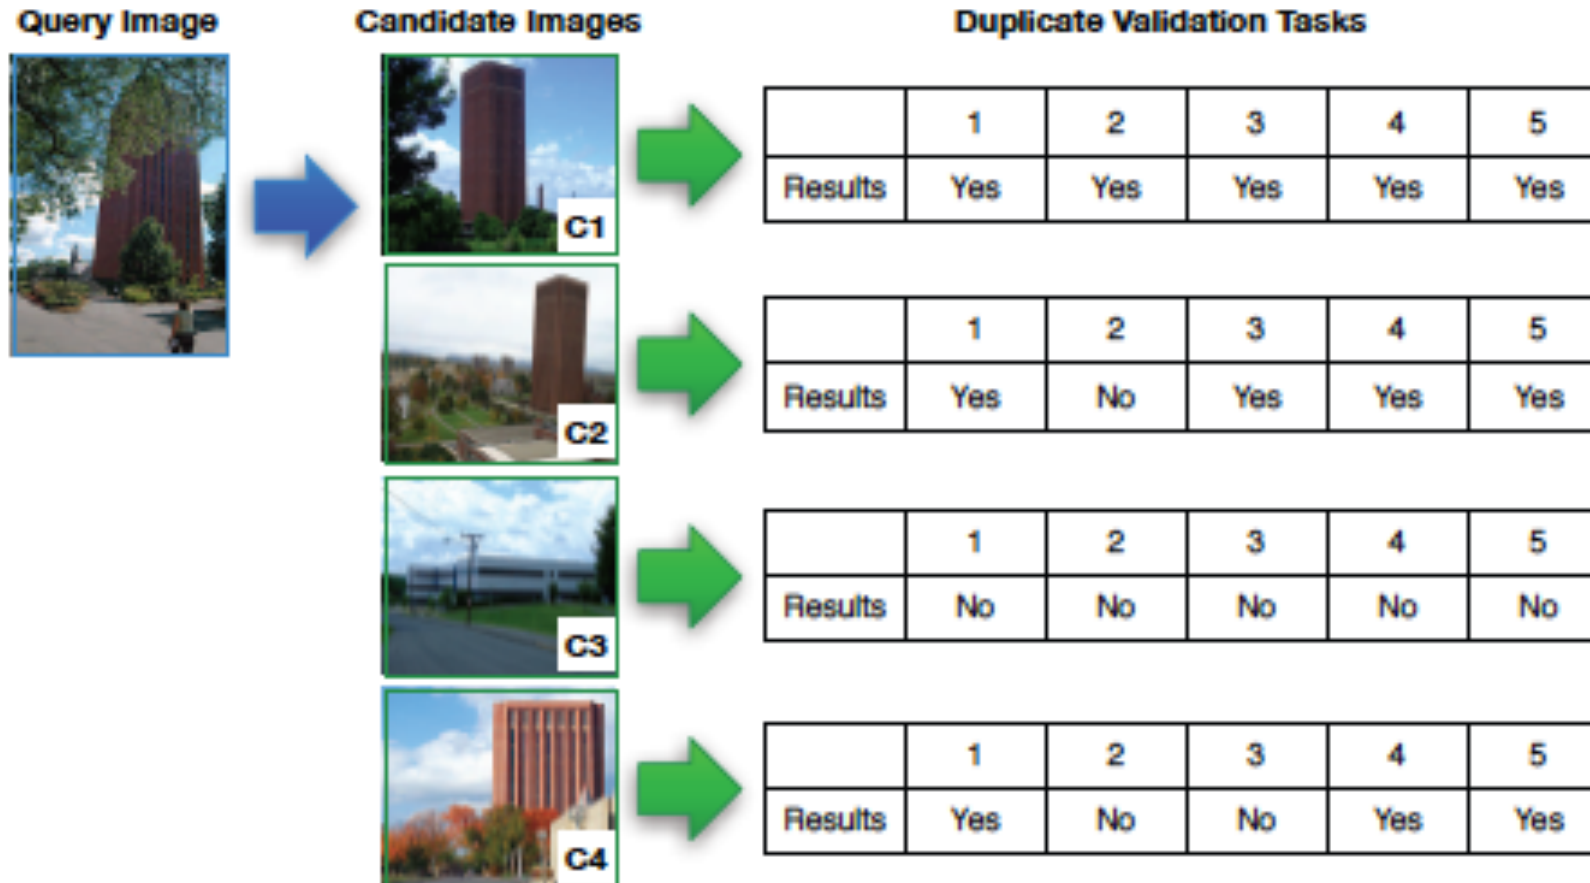 Query Image Candidate Images Duplicate Validation Tasks
1 2 3 4 5
Results Yes Yes Yes Yes Yes
C1
1 2 3 4 5
Results Yes No Yes Yes Yes
C2
1 2 3 4 5
Results No No No No No
C3
1 2 3 4 5
Results Yes No No Yes Yes
C4